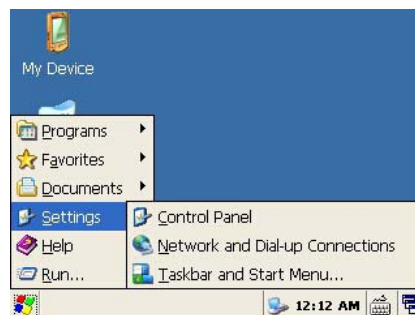 My Device
Programs
Favorites
Documents
Settings
Help
Run...
Control Panel
Network and Dial-up Connections
Taskbar and Start Menu...
12:12 AM